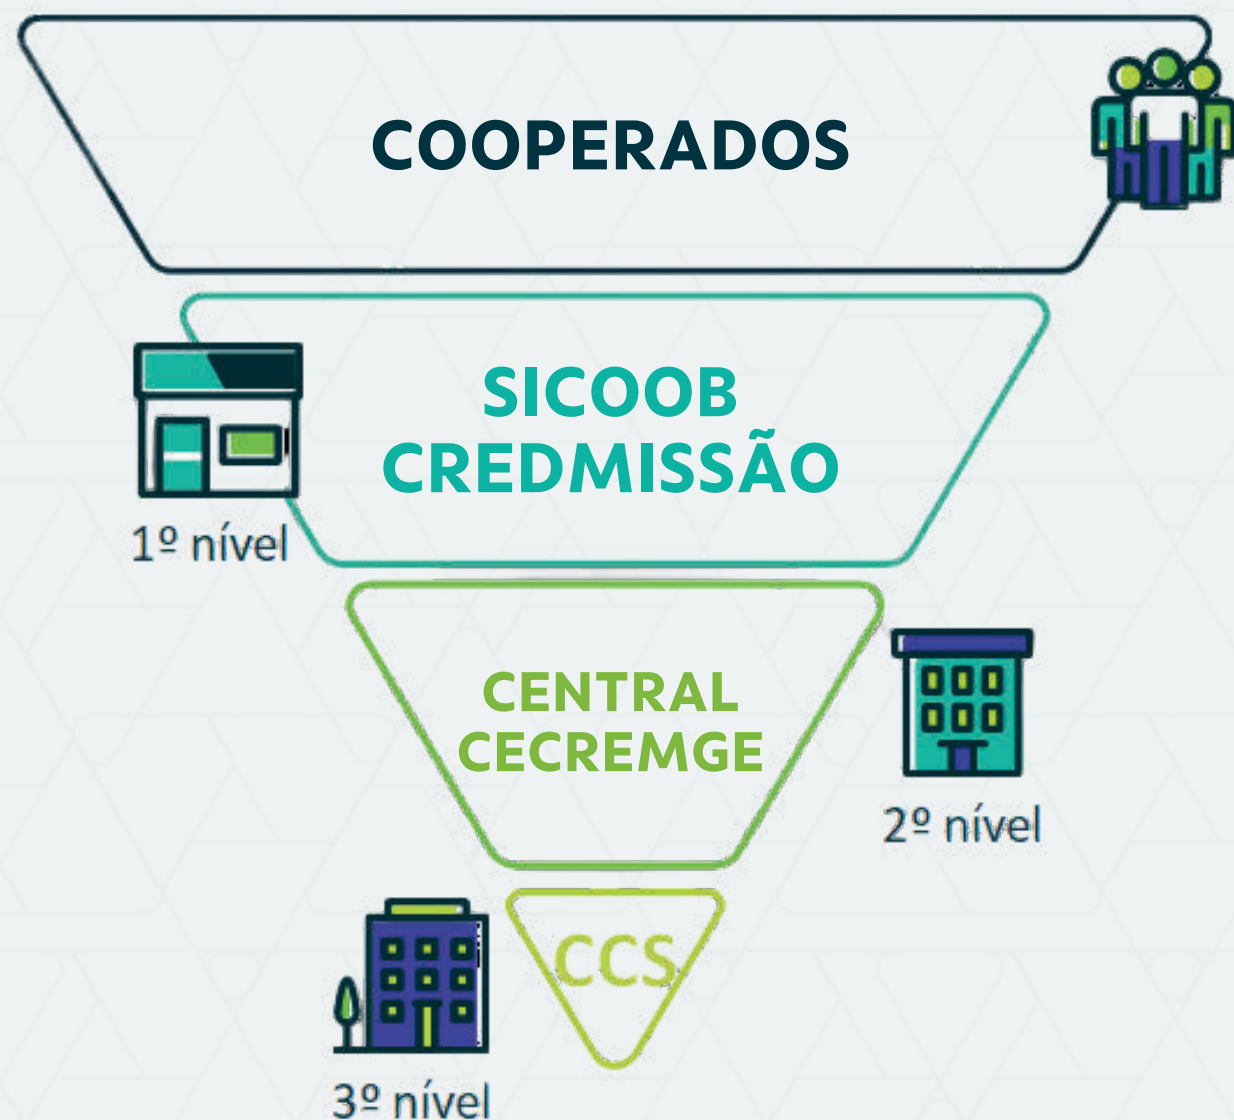 COOPERADOS
SICOOB
CREDMISSÃO
1º nível
CENTRAL
CECREMGE
2º nível
CCS
3º nível